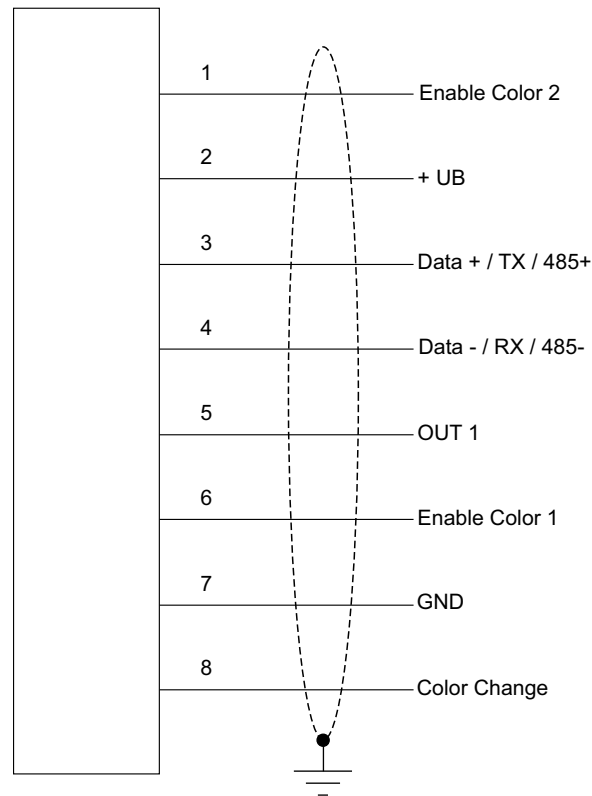 1 Enable Color 2
2 + UB
3 Data + / TX / 485+
4 Data - / RX / 485-
5 OUT 1
6 Enable Color 1
7 GND
8 Color Change